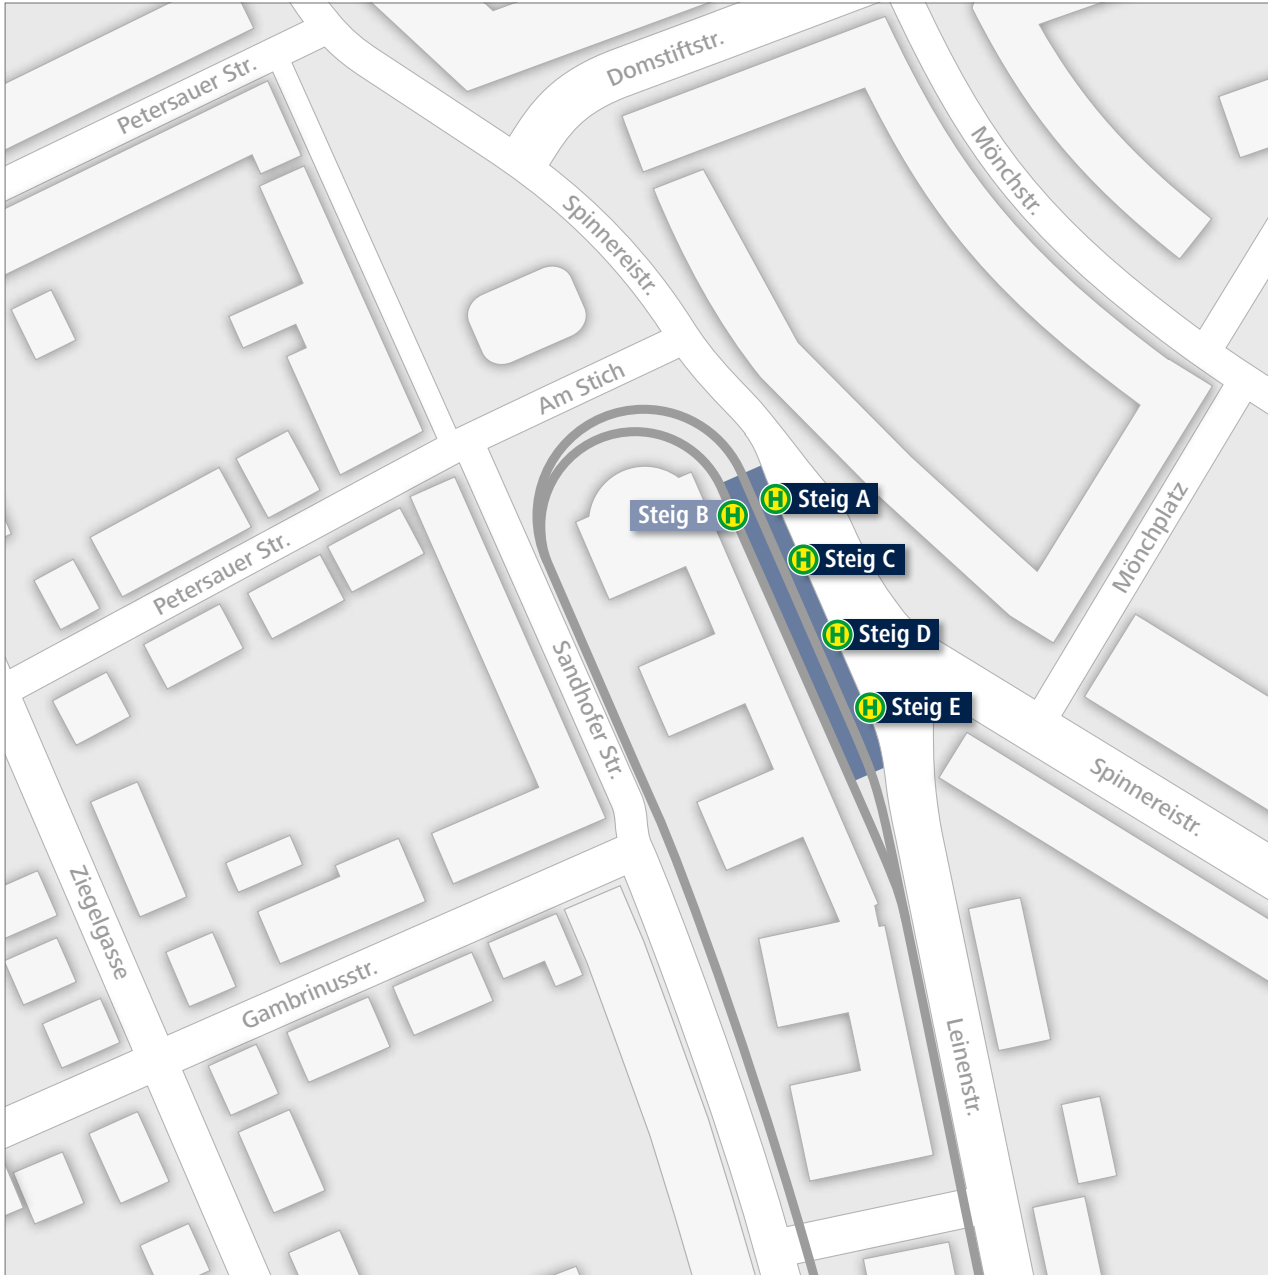 Domstiftstr.
Petersauer Str.
Mönchstr.
Spinnereistr.
Am Stich
H Steig A
Steig B H
H Steig C
Mönchplatz
Petersauer Str.
H Steig D
Sandhofer Str.
H Steig E
Spinnereistr.
Ziegelgasse
Gambrinusstr.
Leinenstr.